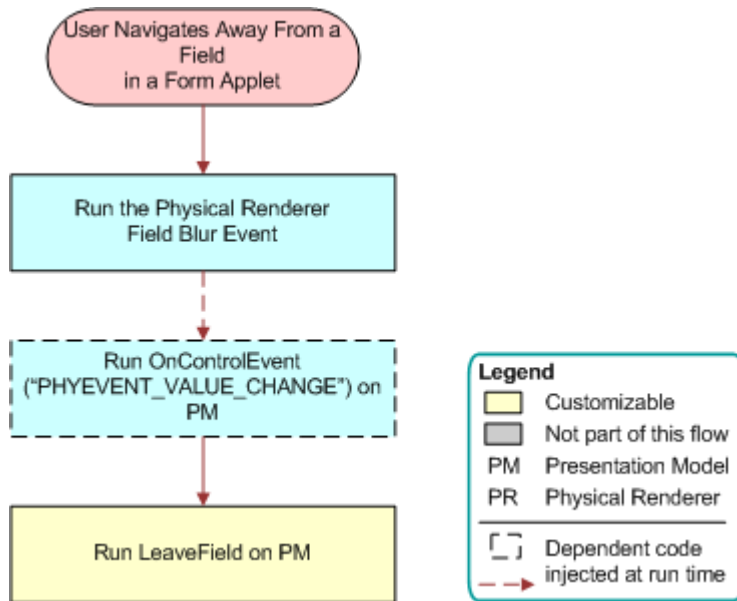 User Navigates Away From a
Field
in a Form Applet
Run the Physical Renderer
Field Blur Event
Run OnControlEvent
(“PHYEVENT_VALUE_CHANGE”) on
PM
Run LeaveField on PM
Legend
Customizable
Not part of this flow
PM Presentation Model
PR Physical Renderer
Dependent code
injected at run time